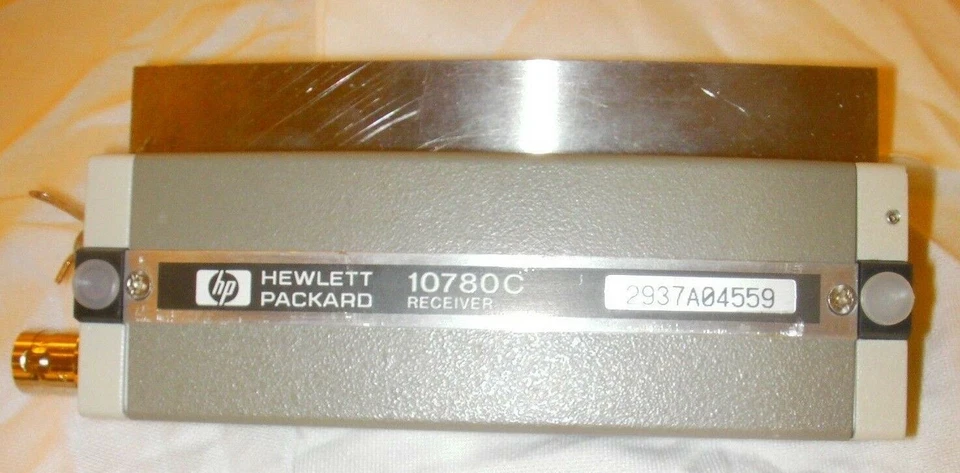 hp HEWLETT PACKARD
10780C
RECEIVER
2937A04559